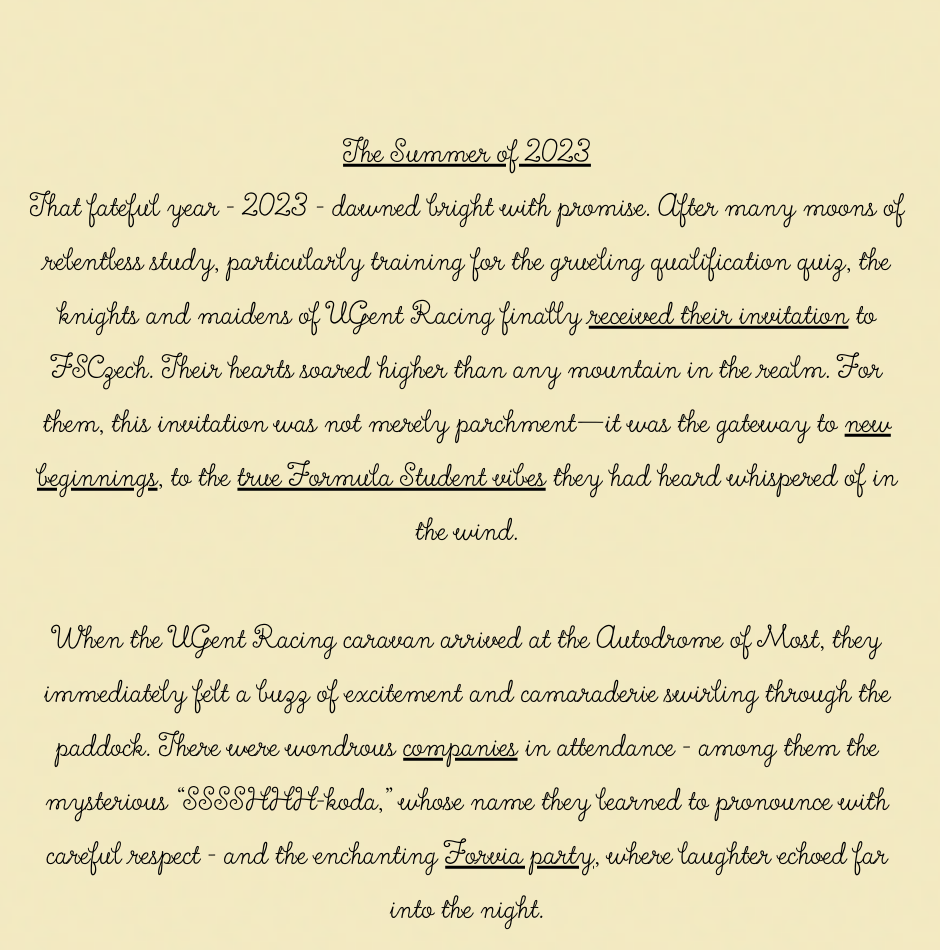 The Summer of 2023
That fateful year - 2023 - dawned bright with promise. After many moons of
relentless study, particularly training for the grueling qualification quiz, the
knights and maidens of UGent Racing finally received their invitation to
FSCzech. Their hearts soared higher than any mountain in the realm. For
them, this invitation was not merely parchment—it was the gateway to new
beginnings, to the true Formula Student vibes they had heard whispered of in
the wind.
When the UGent Racing caravan arrived at the Autodrome of Most, they
immediately felt a buzz of excitement and camaraderie swirling through the
paddock. There were wondrous companies in attendance - among them the
mysterious “SSSSHHH-koda,” whose name they learned to pronounce with
careful respect - and the enchanting Forvia party, where laughter echoed far
into the night.